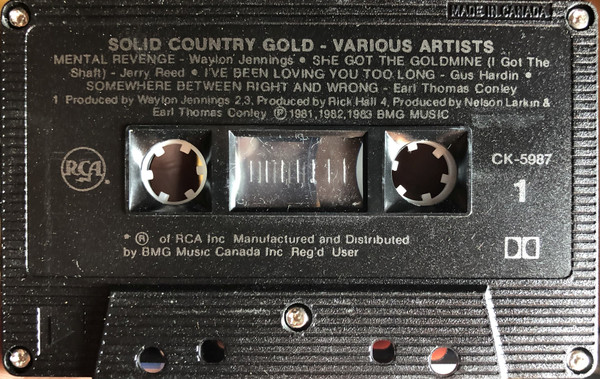 MADE IN CANADA
SOLID COUNTRY GOLD - VARIOUS ARTISTS
MENTAL REVENGE - Waylon Jennings • SHE GOT THE GOLDMINE (I Got The
Shaft) - Jerry Reed • I'VE BEEN LOVING YOU TOO LONG - Gus Hardin •
SOMEWHERE BETWEEN RIGHT AND WRONG - Earl Thomas Conley
1 Produced by Waylon Jennings 2,3, Produced by Rick Hall 4, Produced by Nelson Larkin &
Earl Thomas Conley ℗ 1981,1982,1983 BMG MUSIC
RCA
CK-5987
1
* ® of RCA Inc Manufactured and Distributed
by BMG Music Canada Inc Reg'd User